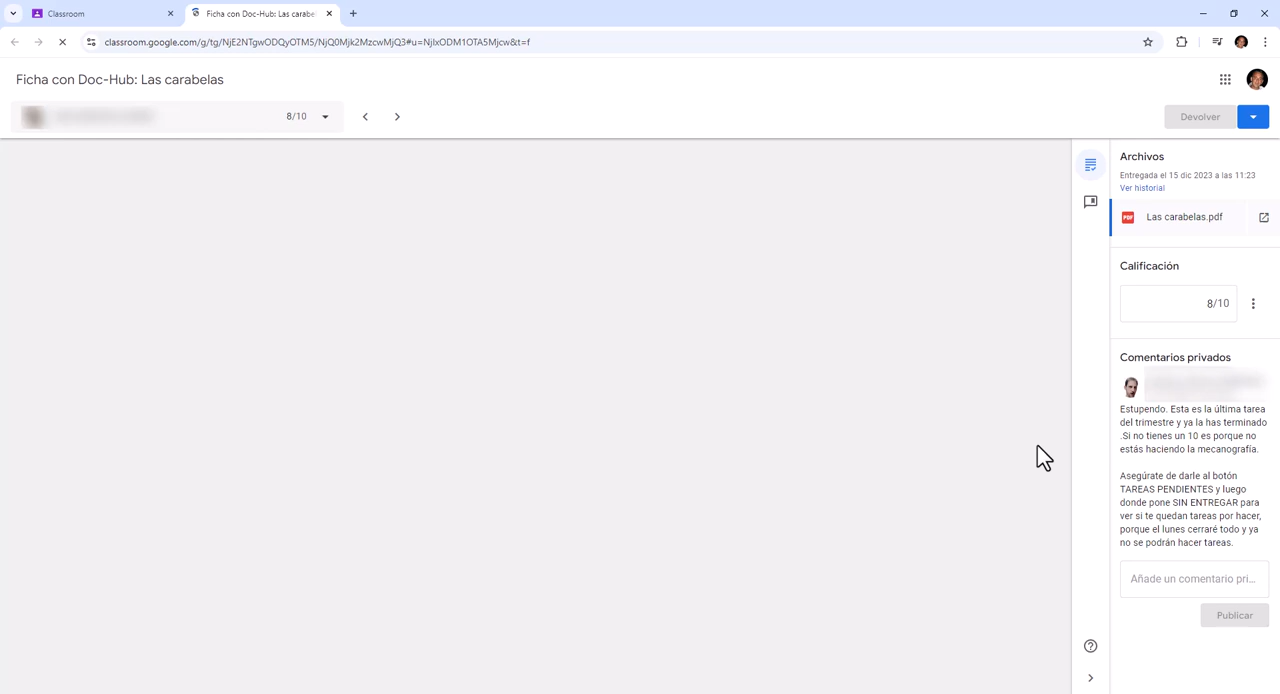 Classroom
Ficha con Doc-Hub: Las carabe
classroom.google.com/g/tg/NjE2NTgwODQyOTM5/NjQ0Mjk2MzcwMjQ3#u=NjIxODM1OTA5Mjcw&t=f
Ficha con Doc-Hub: Las carabelas
8/10
Devolver
Archivos
Entregada el 15 dic 2023 a las 11:23
Ver historial
PDF
Las carabelas.pdf
Calificación
8/10
Comentarios privados
Estupendo. Esta es la última tarea
del trimestre y ya la has terminado
.Si no tienes un 10 es porque no
estás haciendo la mecanografía.
Asegúrate de darle al botón
TAREAS PENDIENTES y luego
donde pone SIN ENTREGAR para
ver si te quedan tareas por hacer,
porque el lunes cerraré todo y ya
no se podrán hacer tareas.
Añade un comentario pri...
Publicar